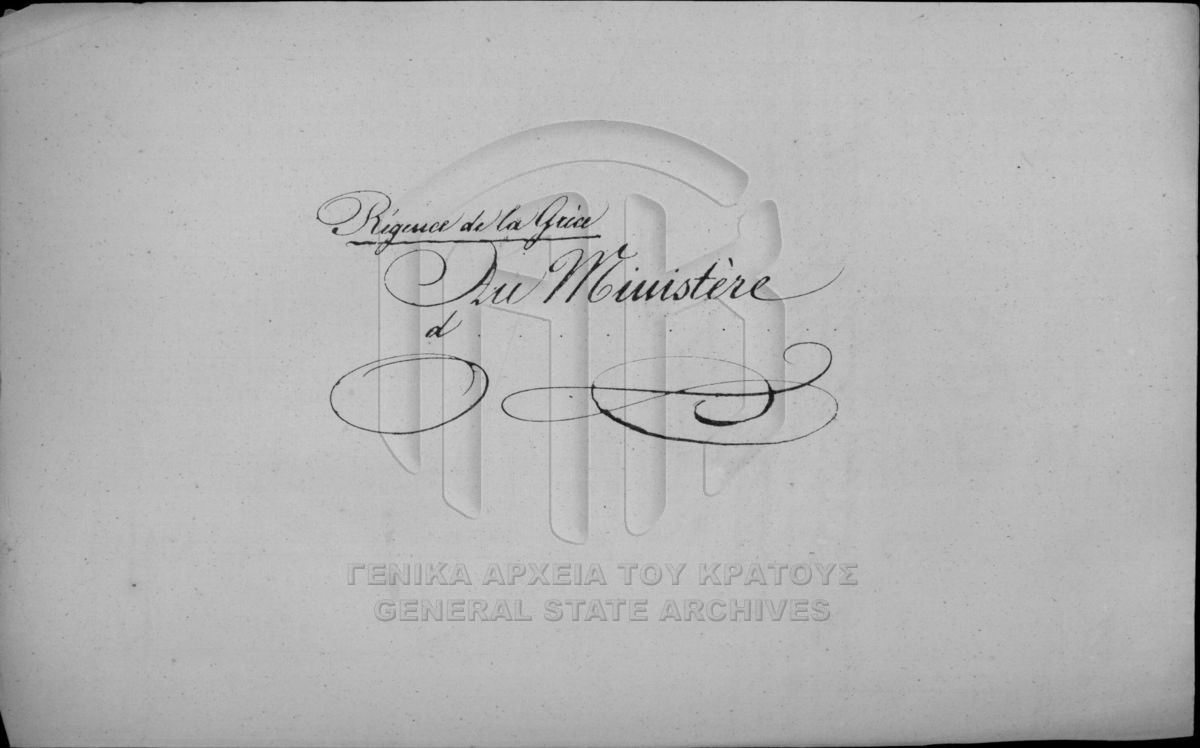 Régence de la Grèce
Du Ministère
d . . . . . . . . . .
ΓΕΝΙΚΑ ΑΡΧΕΙΑ ΤΟΥ ΚΡΑΤΟΥΣ
GENERAL STATE ARCHIVES